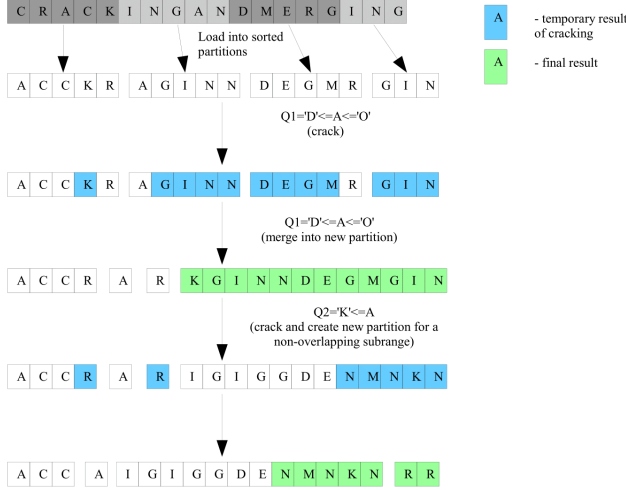 C R A C K I N G A N D M E R G I N G
A - temporary result
of cracking
Load into sorted
partitions
A - final result
A C C K R A G I N N D E G M R G I N
Q1='D'<=A<='O'
(crack)
A C C K R A G I N N D E G M R G I N
Q1='D'<=A<='O'
(merge into new partition)
A C C R A R K G I N N D E G M G I N
Q2='K'<=A
(crack and create new partition for a
non-overlapping subrange)
A C C R A R I G I G G D E N M N K N
A C C A I G I G G D E N M N K N R R